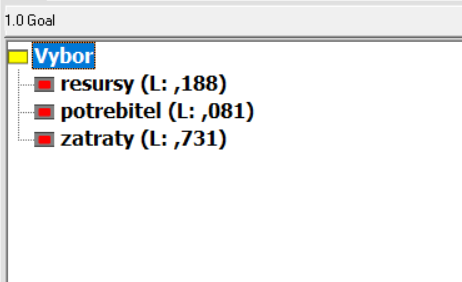 1.0 Goal
Vybor
resursy (L: ,188)
potrebitel (L: ,081)
zatraty (L: ,731)